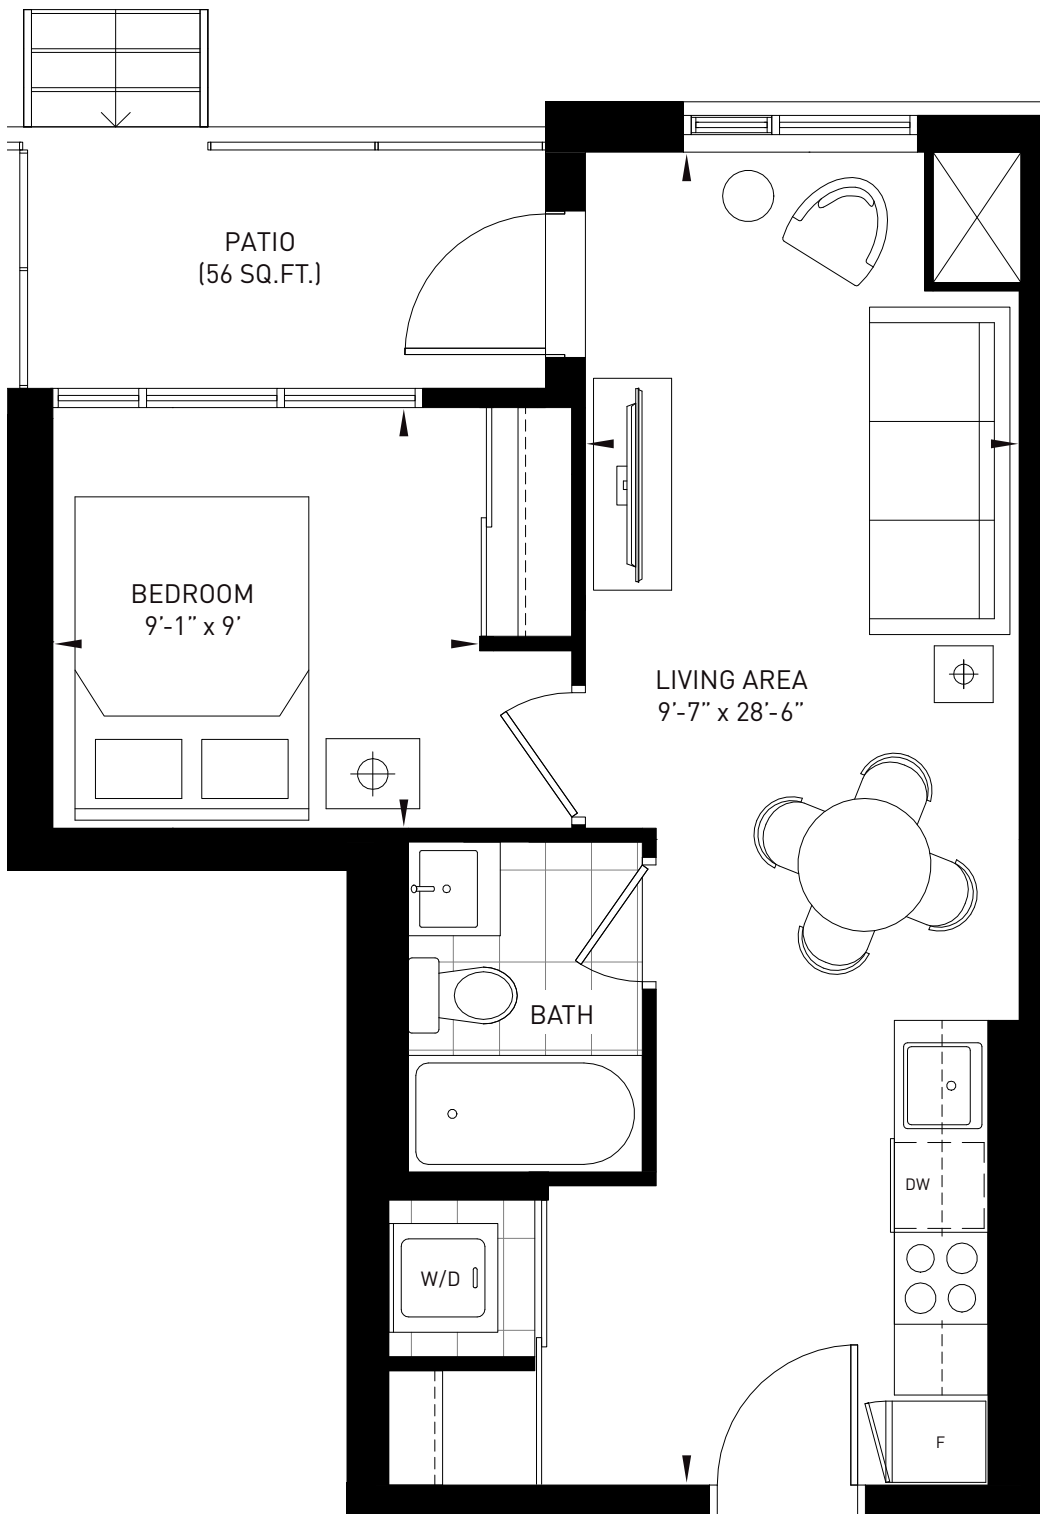 PATIO
(56 SQ.FT.)
BEDROOM
9’-1” x 9’
LIVING AREA
9’-7” x 28’-6”
BATH
DW
W/D
F